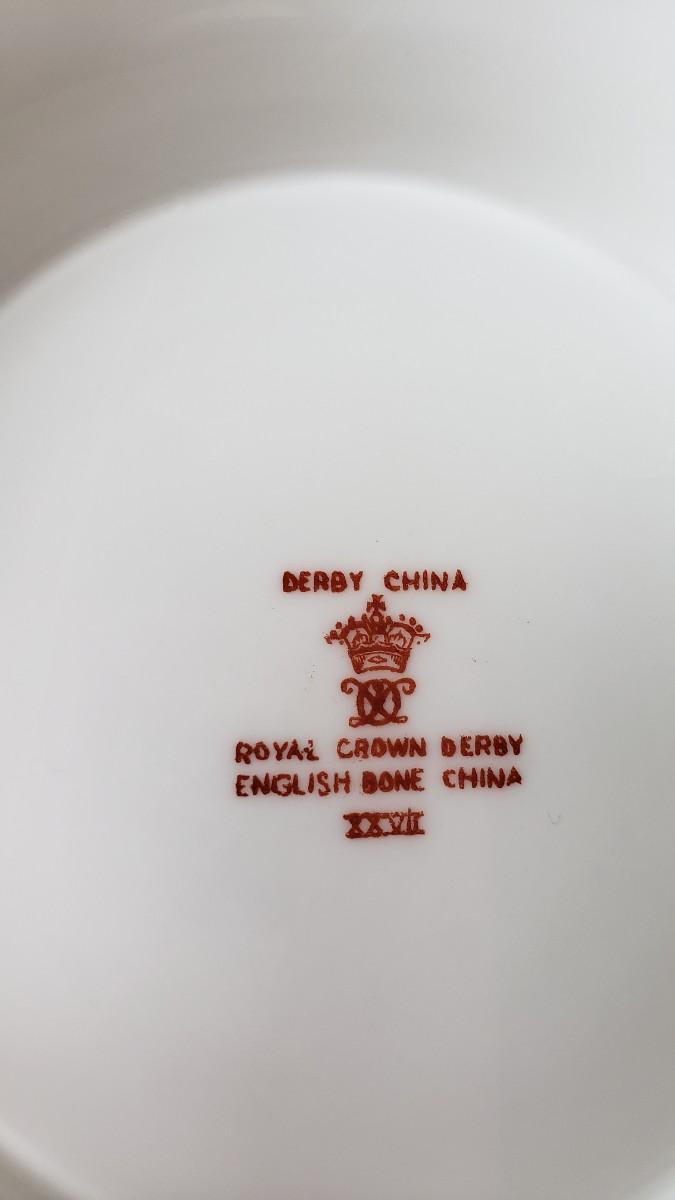 DERBY CHINA
ROYAL CROWN DERBY
ENGLISH BONE CHINA
XXVII